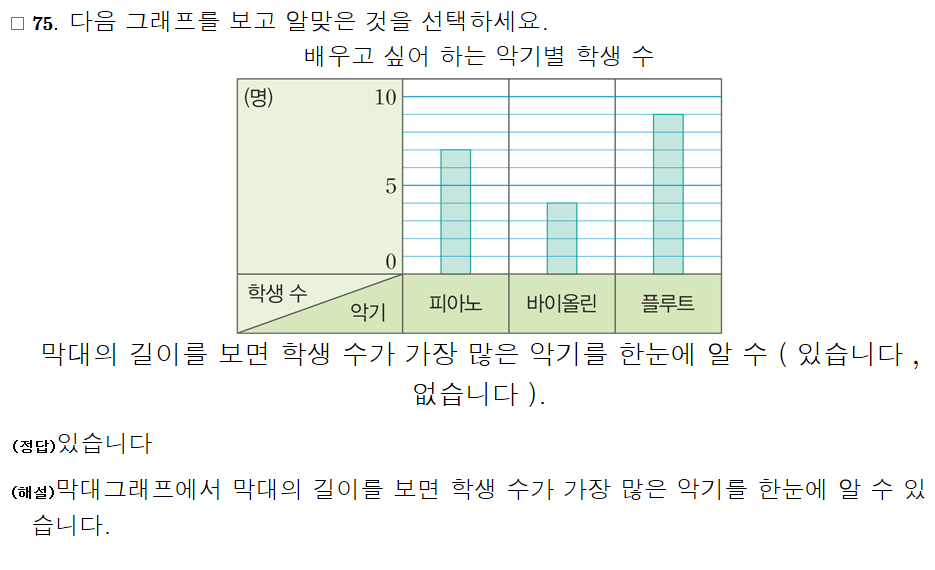 □ 75. 다음 그래프를 보고 알맞은 것을 선택하세요.
배우고 싶어 하는 악기별 학생 수
(명)
10
5
0
학생 수
악기
피아노
바이올린
플루트
막대의 길이를 보면 학생 수가 가장 많은 악기를 한눈에 알 수 ( 있습니다 ,
없습니다 ).
(정답)있습니다
(해설)막대그래프에서 막대의 길이를 보면 학생 수가 가장 많은 악기를 한눈에 알 수 있
습니다.